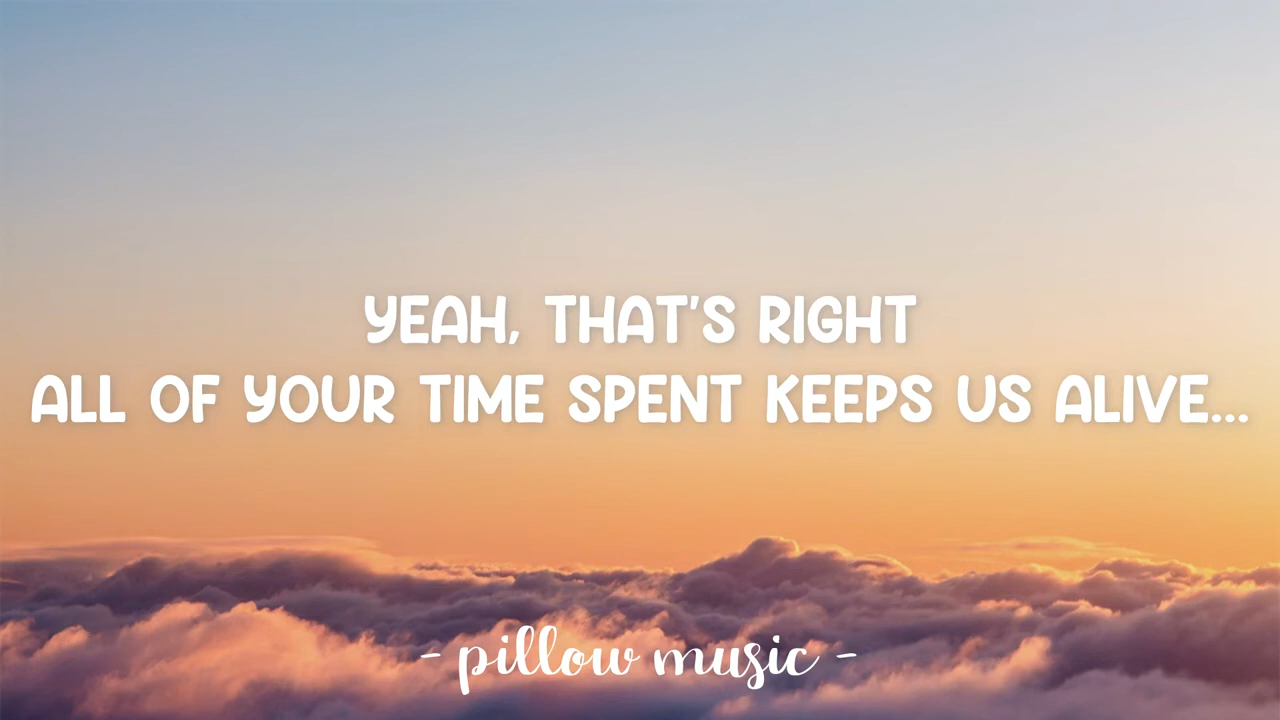 YEAH, THAT'S RIGHT
ALL OF YOUR TIME SPENT KEEPS US ALIVE...
- pillow music -